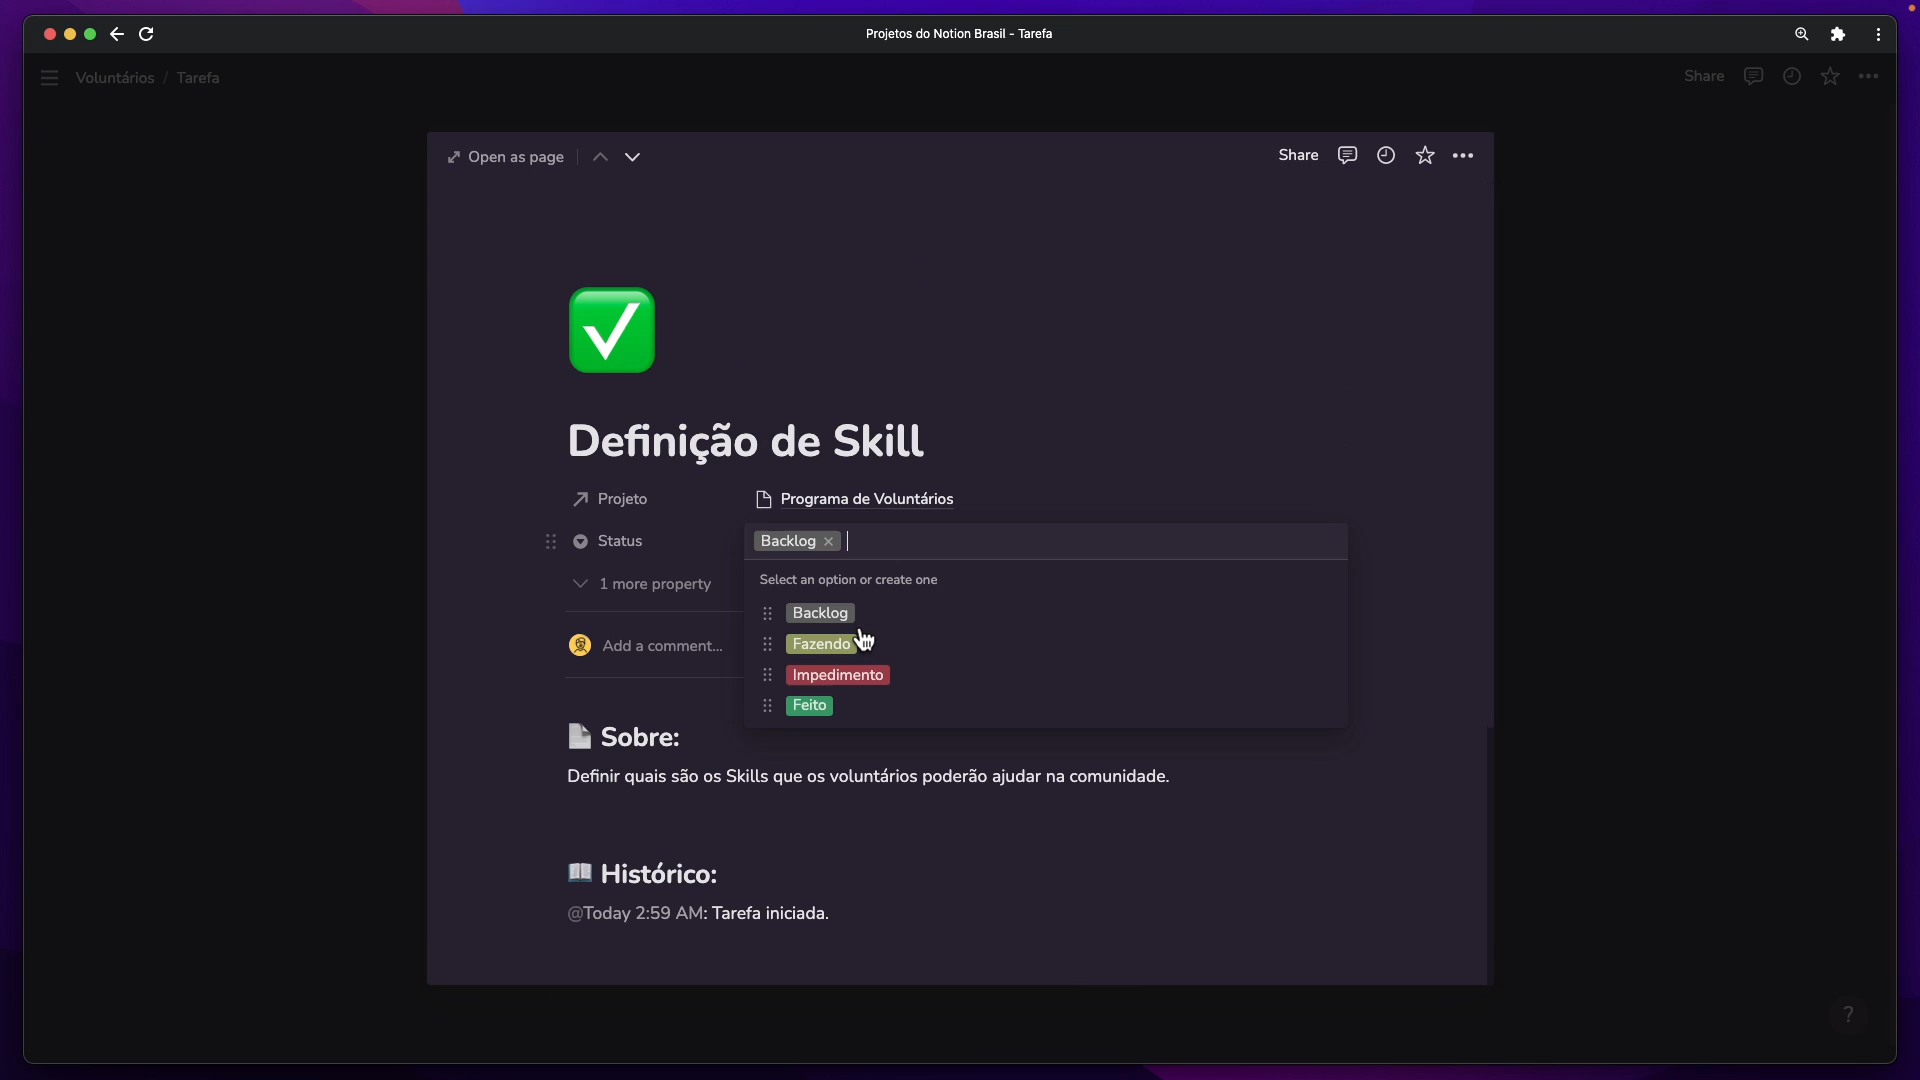 Projetos do Notion Brasil - Tarefa
Voluntários / Tarefa
Share
Open as page
Share
Definição de Skill
Projeto
Programa de Voluntários
Status
Backlog
1 more property
Select an option or create one
Backlog
Add a comment...
Fazendo
Impedimento
Feito
Sobre:
Definir quais são os Skills que os voluntários poderão ajudar na comunidade.
Histórico:
@Today 2:59 AM: Tarefa iniciada.
?